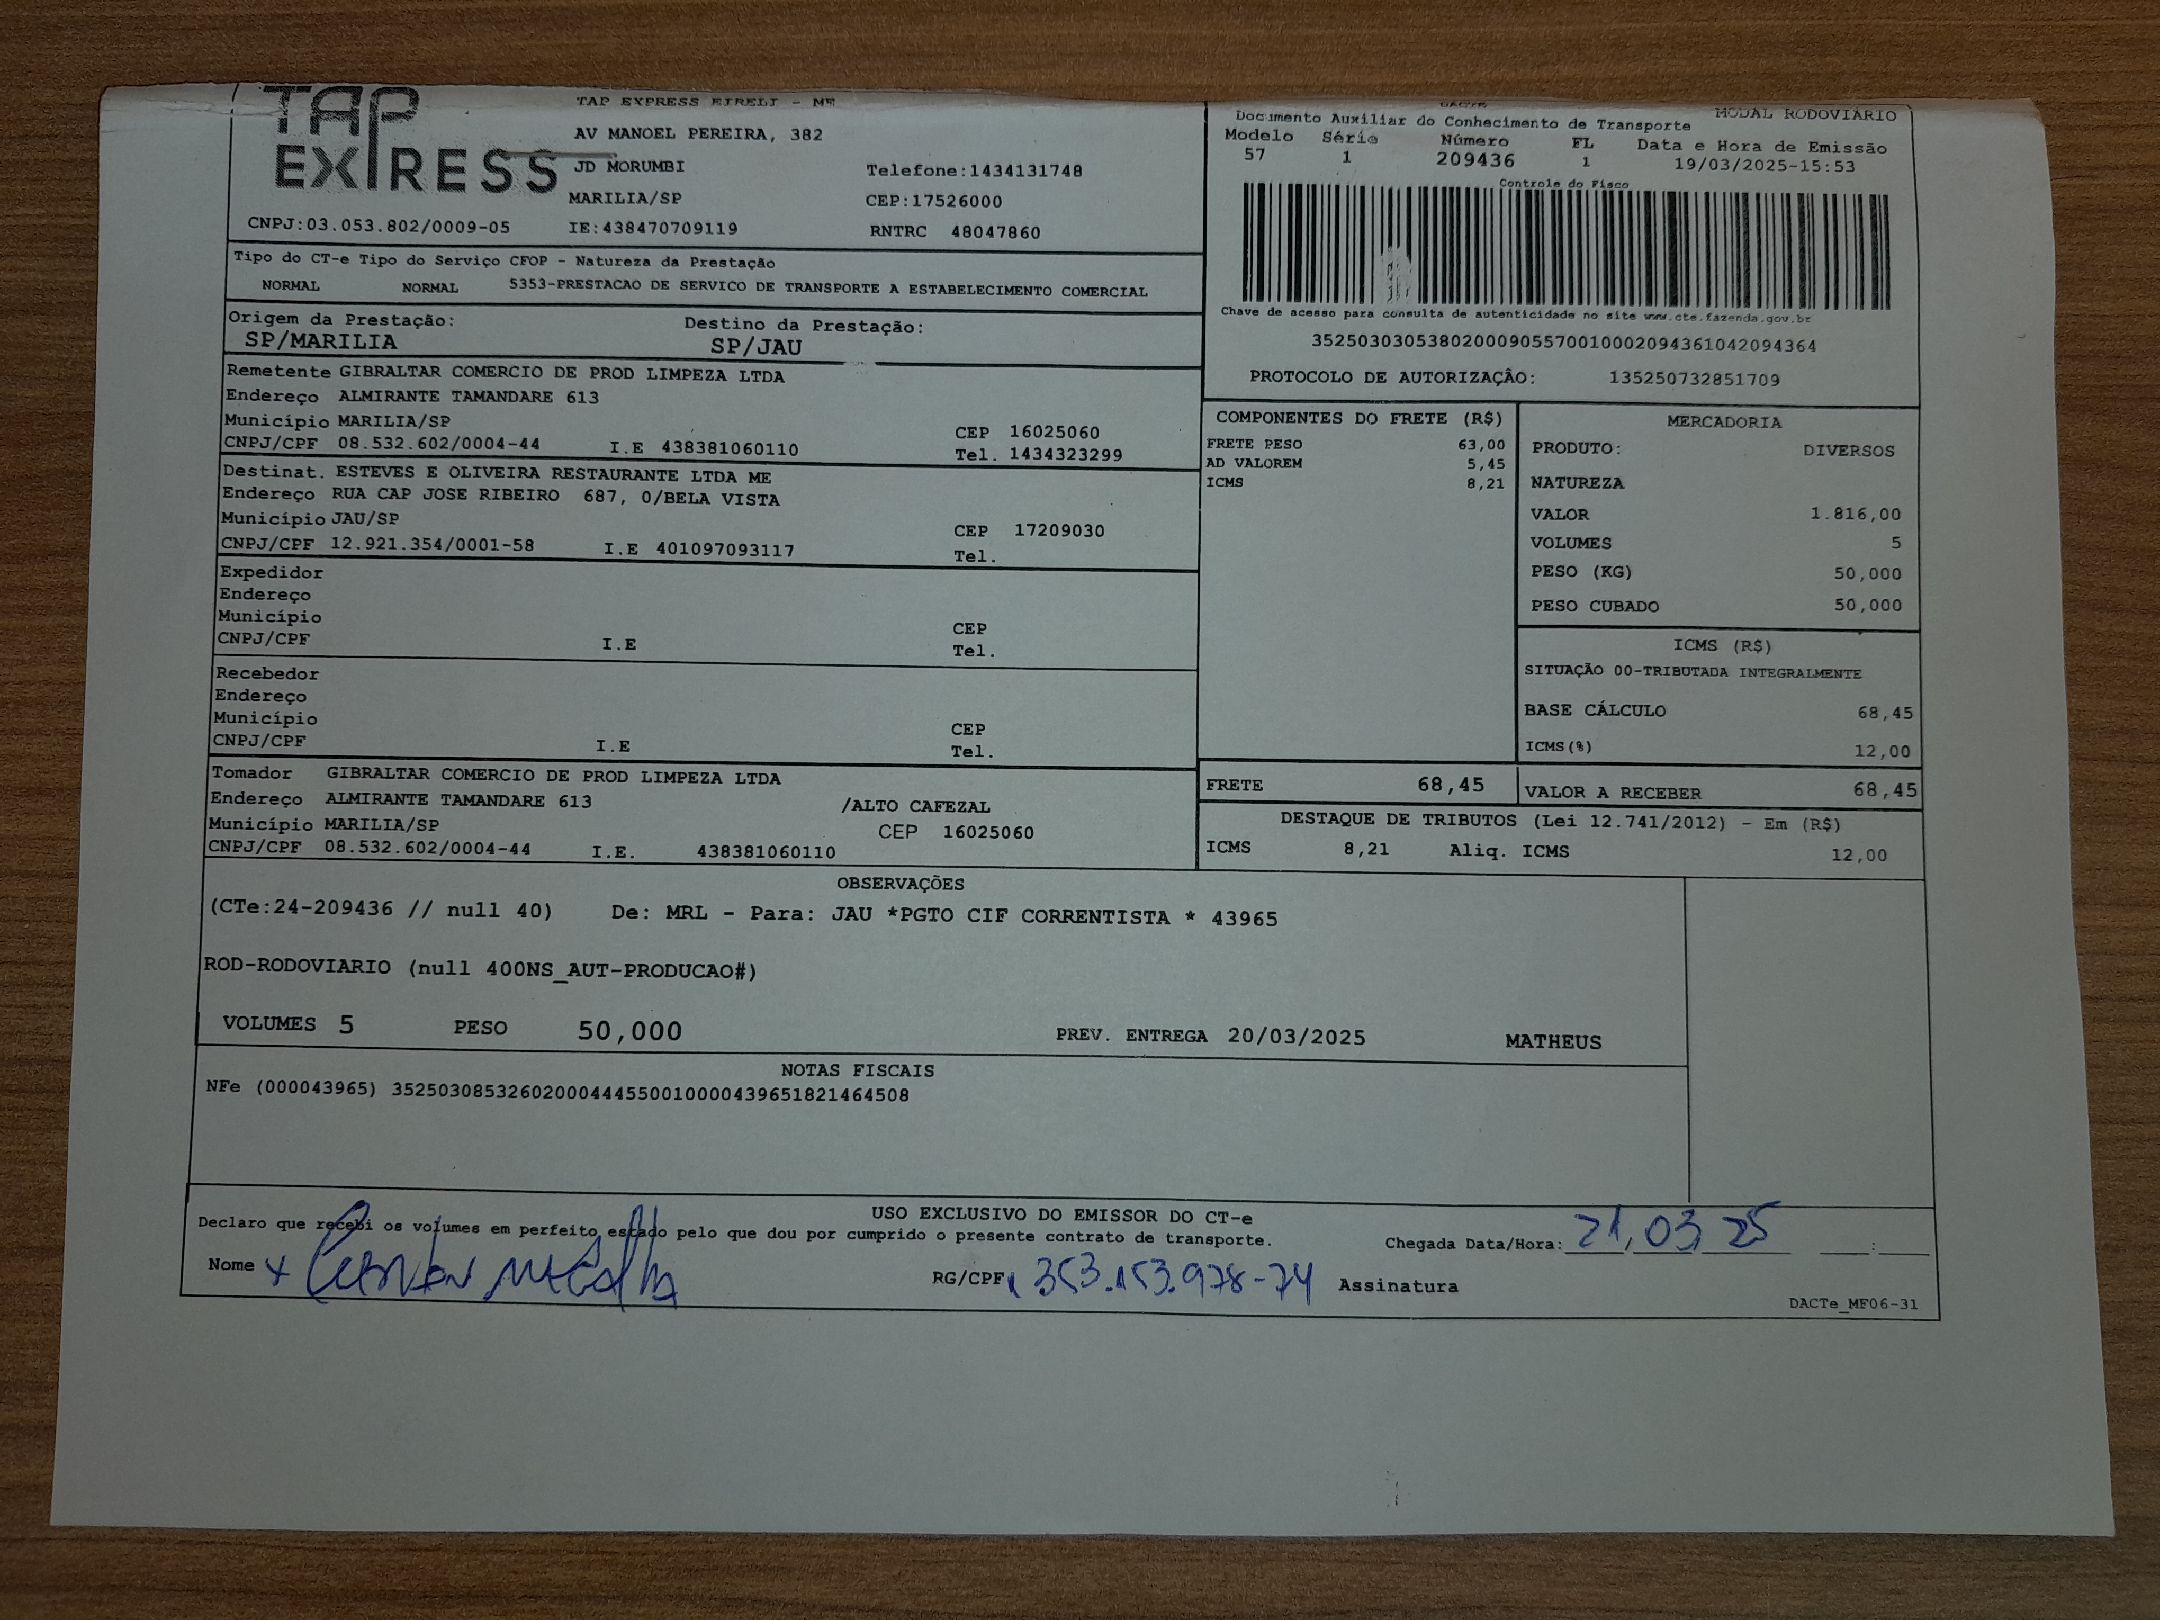 TAP EXPRESS
TAP EXPRESS EIRELI - ME
AV MANOEL PEREIRA, 382
JD MORUMBI Telefone:1434131748
MARILIA/SP CEP:17526000
CNPJ:03.053.802/0009-05 IE:438470709119 RNTRC 48047860
DACTE MODAL RODOVIÁRIO
Documento Auxiliar do Conhecimento de Transporte
Modelo Série Número FL Data e Hora de Emissão
57 1 209436 1 19/03/2025-15:53
Controle do Fisco
Chave de acesso para consulta de autenticidade no site www.cte.fazenda.gov.br
35250303053802000905570010002094361042094364
PROTOCOLO DE AUTORIZAÇÃO: 135250732851709
Tipo do CT-e Tipo do Serviço CFOP - Natureza da Prestação
NORMAL NORMAL 5353-PRESTACAO DE SERVICO DE TRANSPORTE A ESTABELECIMENTO COMERCIAL
Origem da Prestação: Destino da Prestação:
SP/MARILIA SP/JAU
Remetente GIBRALTAR COMERCIO DE PROD LIMPEZA LTDA
Endereço ALMIRANTE TAMANDARE 613
Município MARILIA/SP CEP 16025060
CNPJ/CPF 08.532.602/0004-44 I.E 438381060110 Tel. 1434323299
Destinat. ESTEVES E OLIVEIRA RESTAURANTE LTDA ME
Endereço RUA CAP JOSE RIBEIRO 687, 0/BELA VISTA
Município JAU/SP CEP 17209030
CNPJ/CPF 12.921.354/0001-58 I.E 401097093117 Tel.
Expedidor
Endereço
Município CEP
CNPJ/CPF I.E Tel.
Recebedor
Endereço
Município CEP
CNPJ/CPF I.E Tel.
Tomador GIBRALTAR COMERCIO DE PROD LIMPEZA LTDA
Endereço ALMIRANTE TAMANDARE 613 /ALTO CAFEZAL
Município MARILIA/SP CEP 16025060
CNPJ/CPF 08.532.602/0004-44 I.E. 438381060110
COMPONENTES DO FRETE (R$)
FRETE PESO 63,00
AD VALOREM 5,45
ICMS 8,21
MERCADORIA
PRODUTO: DIVERSOS
NATUREZA
VALOR 1.816,00
VOLUMES 5
PESO (KG) 50,000
PESO CUBADO 50,000
ICMS (R$)
SITUAÇÃO 00-TRIBUTADA INTEGRALMENTE
BASE CÁLCULO 68,45
ICMS(%) 12,00
FRETE 68,45 VALOR A RECEBER 68,45
DESTAQUE DE TRIBUTOS (Lei 12.741/2012) - Em (R$)
ICMS 8,21 Aliq. ICMS 12,00
OBSERVAÇÕES
(CTe:24-209436 // null 40) De: MRL - Para: JAU *PGTO CIF CORRENTISTA * 43965
ROD-RODOVIARIO (null 400NS_AUT-PRODUCAO#)
VOLUMES 5 PESO 50,000 PREV. ENTREGA 20/03/2025 MATHEUS
NOTAS FISCAIS
NFe (000043965) 35250308532602000444550010000439651821464508
USO EXCLUSIVO DO EMISSOR DO CT-e
Declaro que recebi os volumes em perfeito estado pelo que dou por cumprido o presente contrato de transporte. Chegada Data/Hora: 21,03 25 :
Nome x RG/CPF 353.153.978-74 Assinatura
DACTe_MF06-31